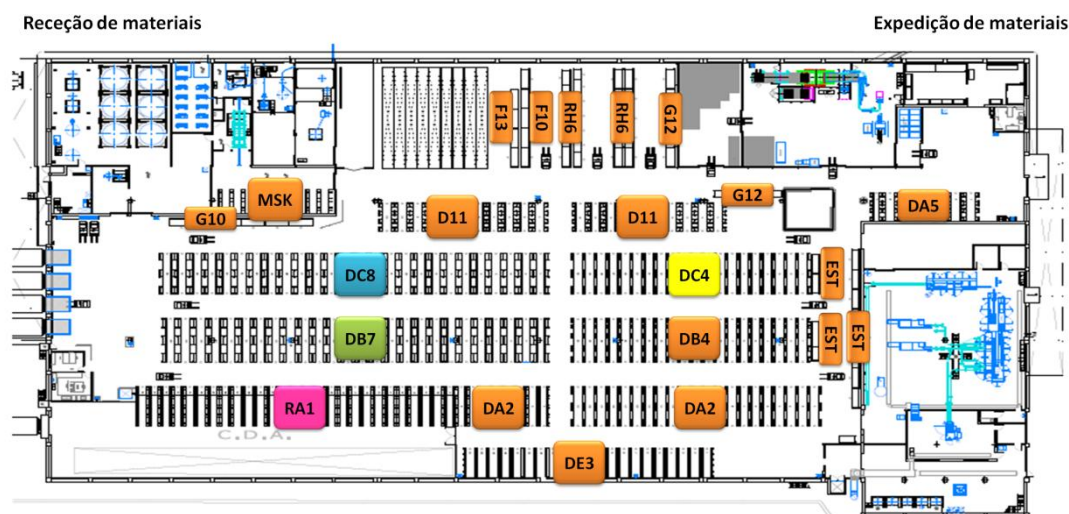 Receção de materiais
Expedição de materiais
F13
F10
RH6
RH6
G12
MSK
G10
D11
D11
G12
DA5
DC8
DC4
EST
DB7
DB4
EST
EST
RA1
DA2
DA2
C.D.A.
DE3